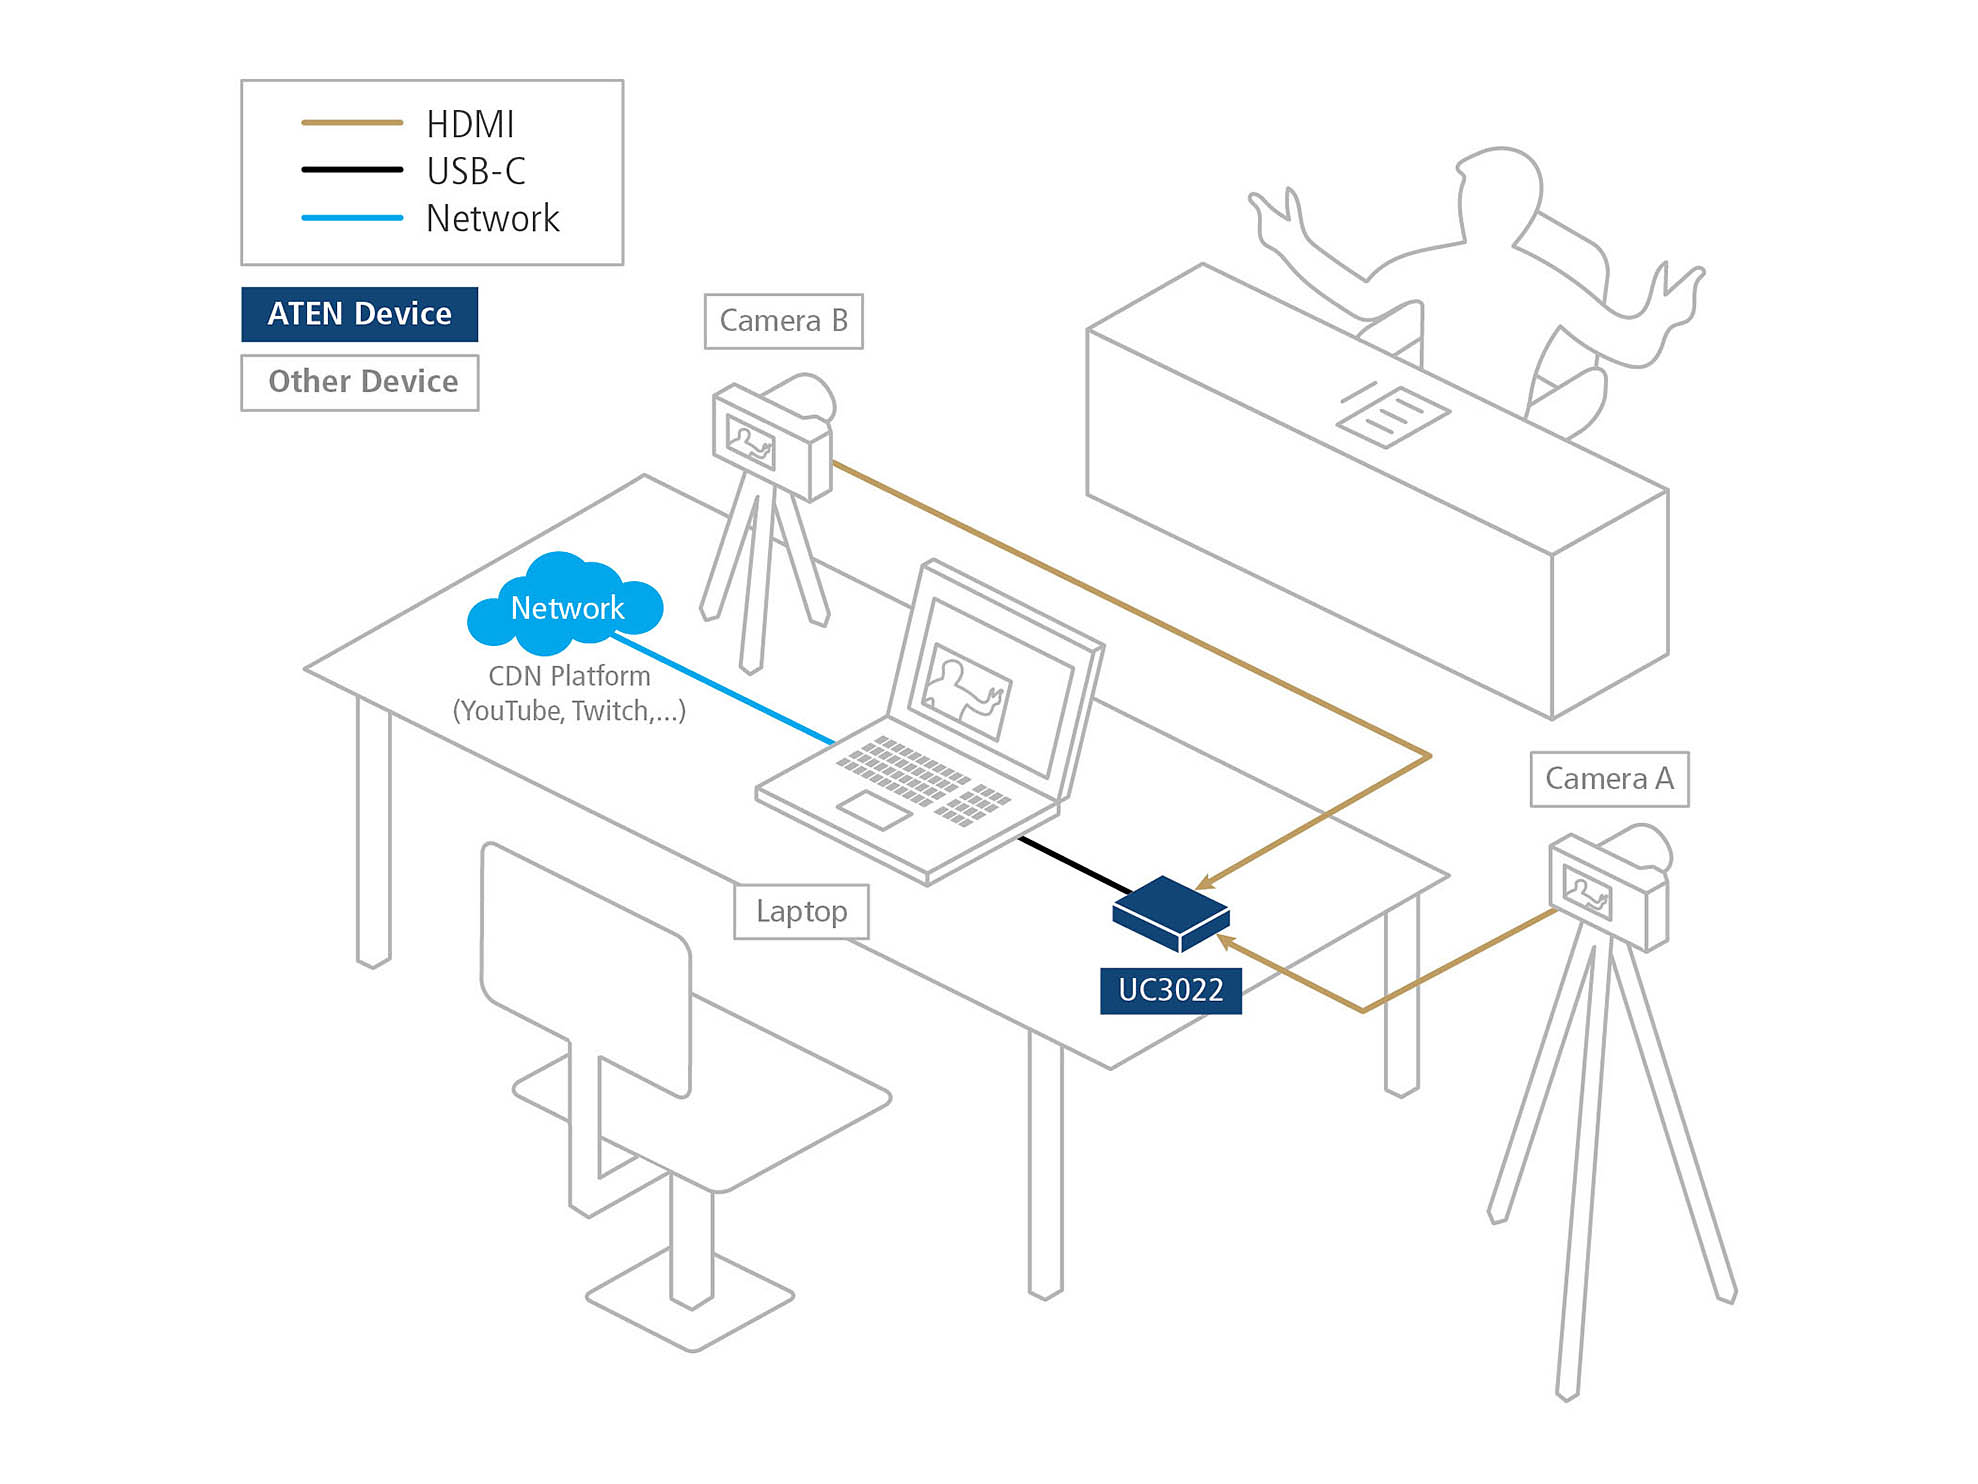 HDMI
USB-C
Network
ATEN Device
Other Device
Camera B
Network
CDN Platform
(YouTube, Twitch,...)
Camera A
Laptop
UC3022